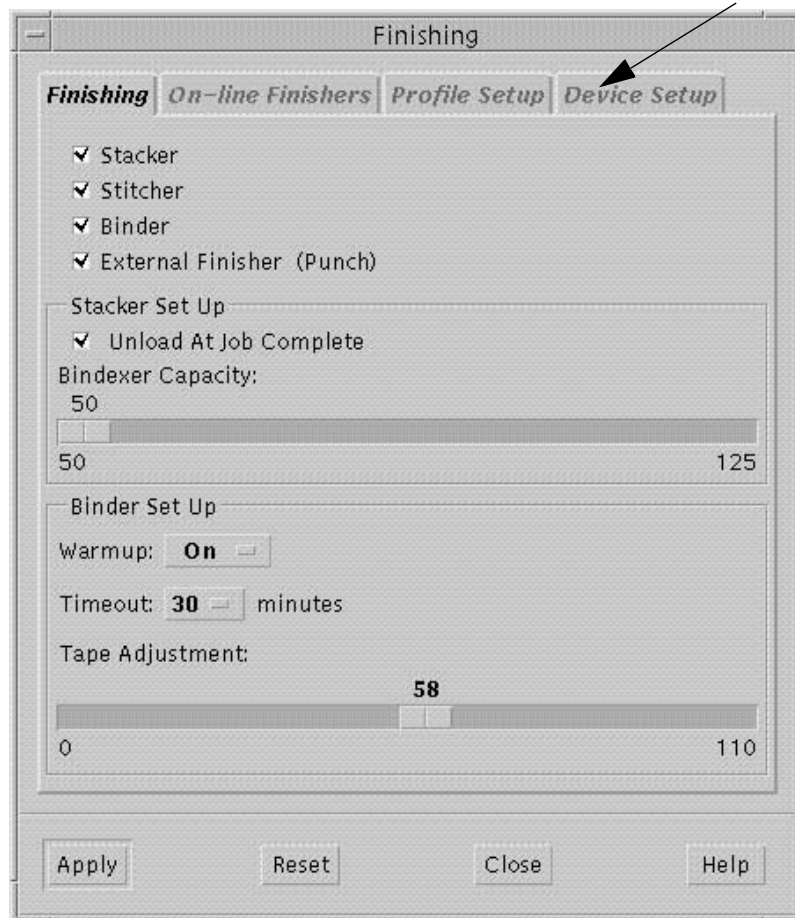 Finishing
Finishing On-line Finishers Profile Setup Device Setup
Stacker
Stitcher
Binder
External Finisher (Punch)
Stacker Set Up
Unload At Job Complete
Bindexer Capacity:
50
50 125
Binder Set Up
Warmup: On
Timeout: 30 minutes
Tape Adjustment:
58
0 110
Apply Reset Close Help